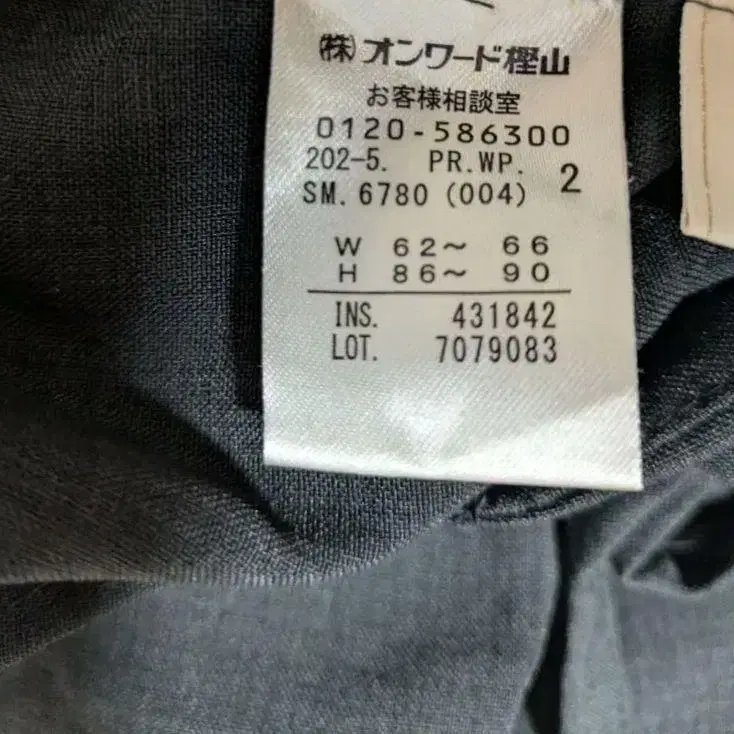 ㈱オンワード樫山
お客様相談室
0120-586300
202-5. PR.WP. 2
SM.6780(004)
W 62~ 66
H 86~ 90
INS. 431842
LOT. 7079083